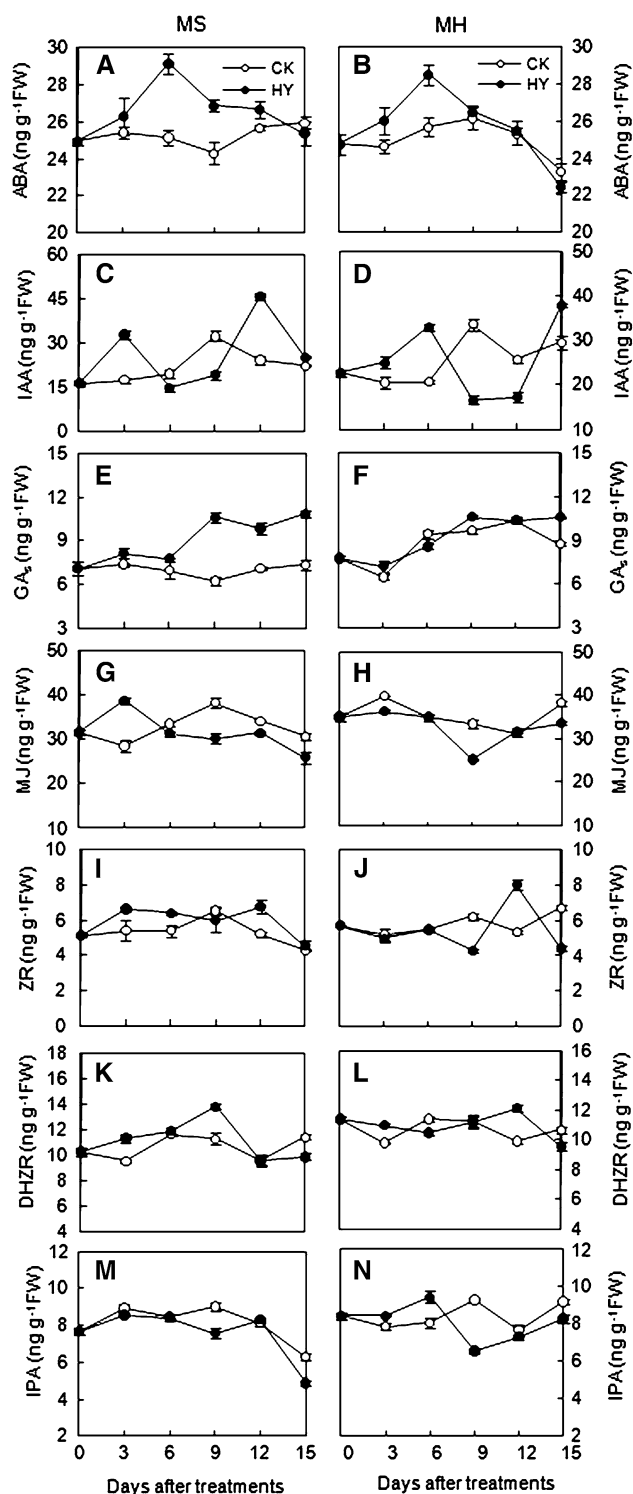 MS MH
30 30
A CK HY B CK HY
28 28
26 26
24 24
22 22
20 20
ABA (ng g-1FW) ABA (ng g-1FW)
60 50
C D
45 40
30 30
15 20
0 10
IAA (ng g-1FW) IAA (ng g-1FW)
15 15
E F
12 12
9 9
6 6
3 3
GAs (ng g-1FW) GAs (ng g-1FW)
50 50
G H
40 40
30 30
20 20
10 10
MJ (ng g-1FW) MJ (ng g-1FW)
10 10
I J
8 8
6 6
4 4
2 2
0 0
ZR (ng g-1FW) ZR (ng g-1FW)
18 16
K L
16 14
14 12
12 10
10 8
8 6
6 4
4
DHZR (ng g-1FW) DHZR (ng g-1FW)
12 12
M N
10 10
8 8
6 6
4 4
2 2
IPA (ng g-1FW) IPA (ng g-1FW)
0 3 6 9 12 15 0 3 6 9 12 15
Days after treatments Days after treatments